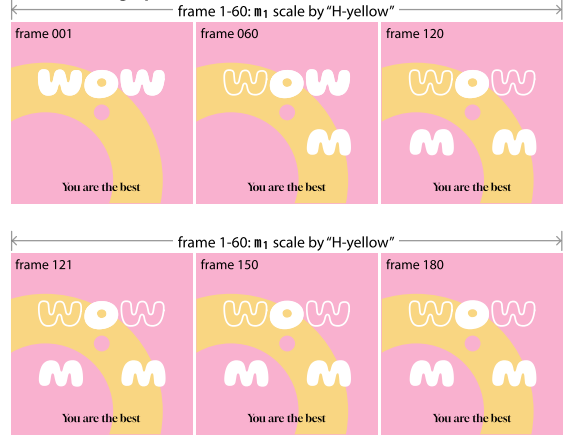 frame 1-60: m₁ scale by “H-yellow”
frame 001 frame 060 frame 120
WOW WOW WOW
M M M
You are the best You are the best You are the best
frame 1-60: m₁ scale by “H-yellow”
frame 121 frame 150 frame 180
WOW WOW WOW
M M M M M M
You are the best You are the best You are the best